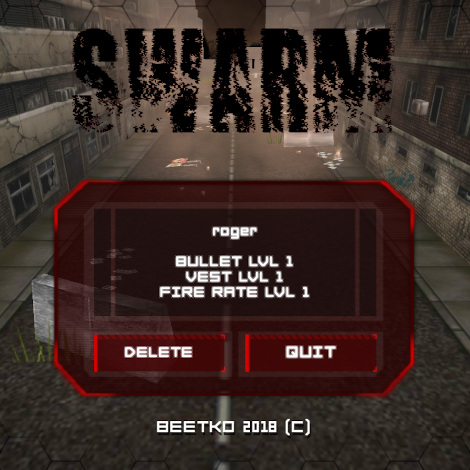 SWARM
roger
BULLET LVL 1
VEST LVL 1
FIRE RATE LVL 1
DELETE
QUIT
BEETKO 2018 (C)